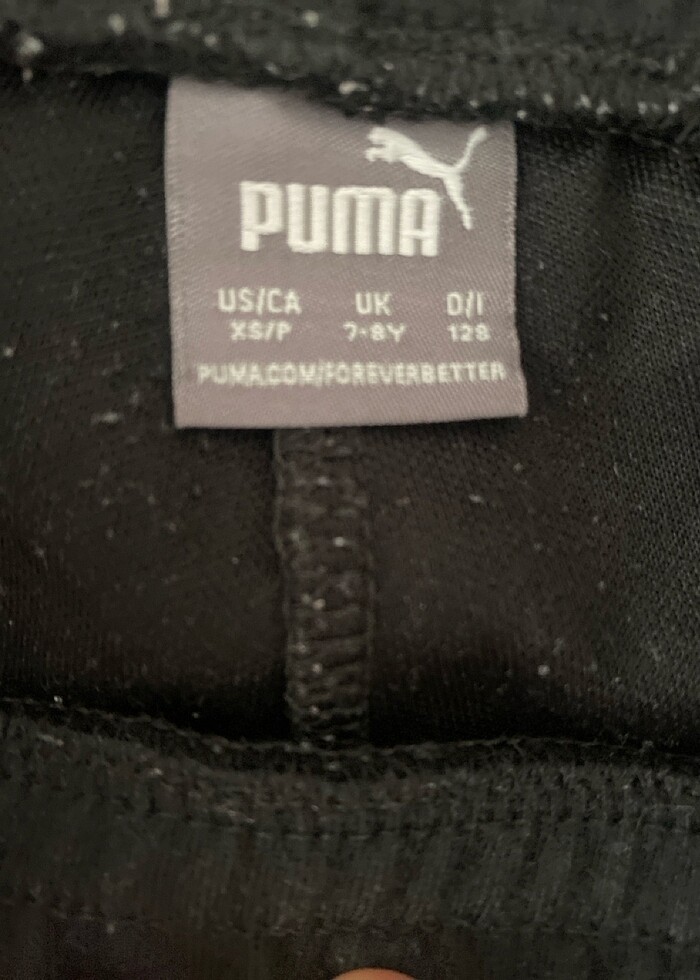 PUMA
US/CA UK D/I
XS/P 7-8Y 128
PUMA.COM/FOREVERBETTER